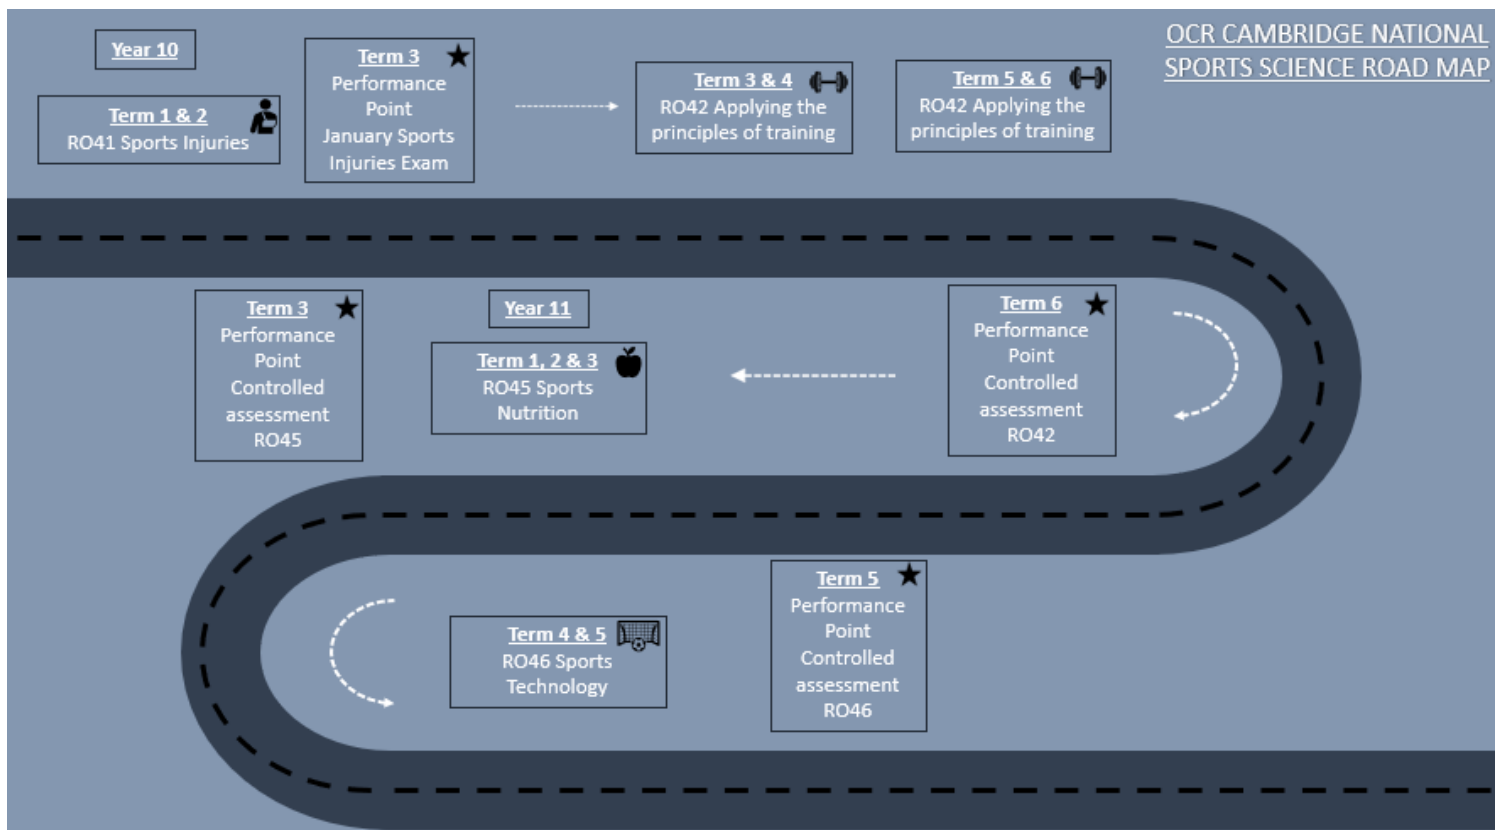 OCR CAMBRIDGE NATIONAL
SPORTS SCIENCE ROAD MAP
Year 10
Term 1 & 2
RO41 Sports Injuries
Term 3
Performance
Point
January Sports
Injuries Exam
Term 3 & 4
RO42 Applying the
principles of training
Term 5 & 6
RO42 Applying the
principles of training
Term 6
Performance
Point
Controlled
assessment
RO42
Year 11
Term 1, 2 & 3
RO45 Sports
Nutrition
Term 3
Performance
Point
Controlled
assessment
RO45
Term 4 & 5
RO46 Sports
Technology
Term 5
Performance
Point
Controlled
assessment
RO46